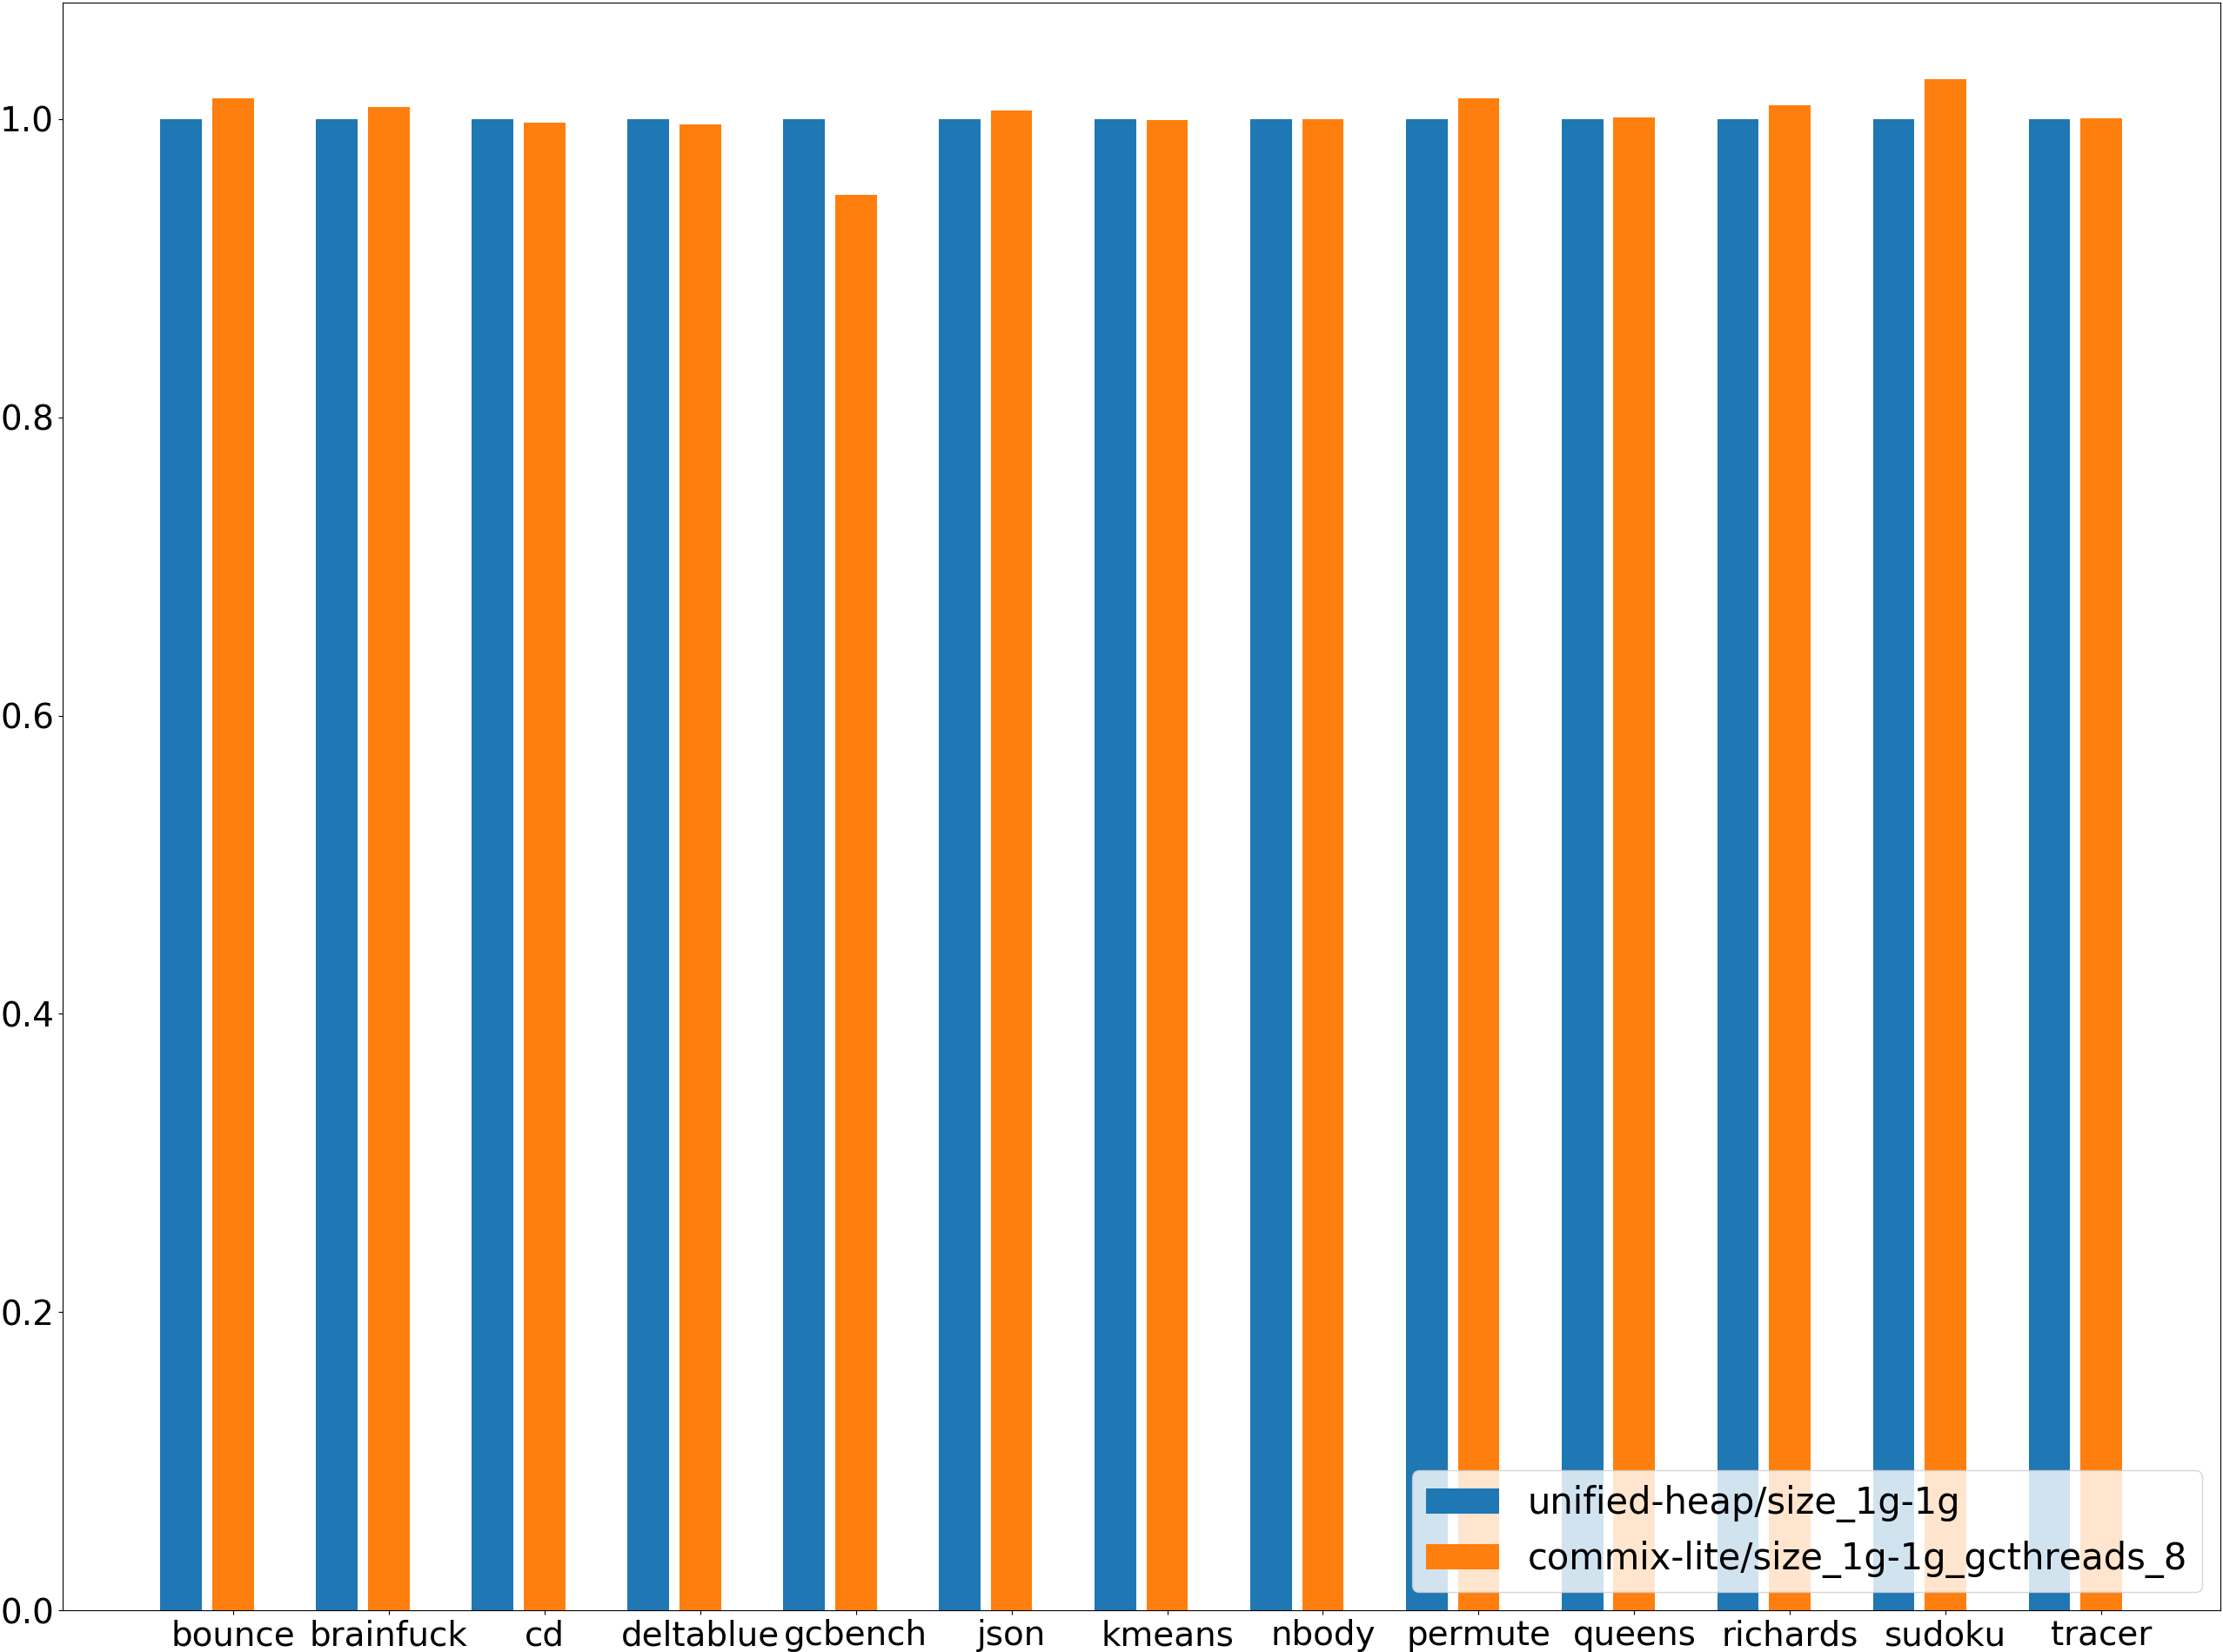 1.0
0.8
0.6
0.4
0.2
0.0
unified-heap/size_1g-1g
commix-lite/size_1g-1g_gcthreads_8
bounce brainfuck cd deltablue gcbench json kmeans nbody permute queens richards sudoku tracer